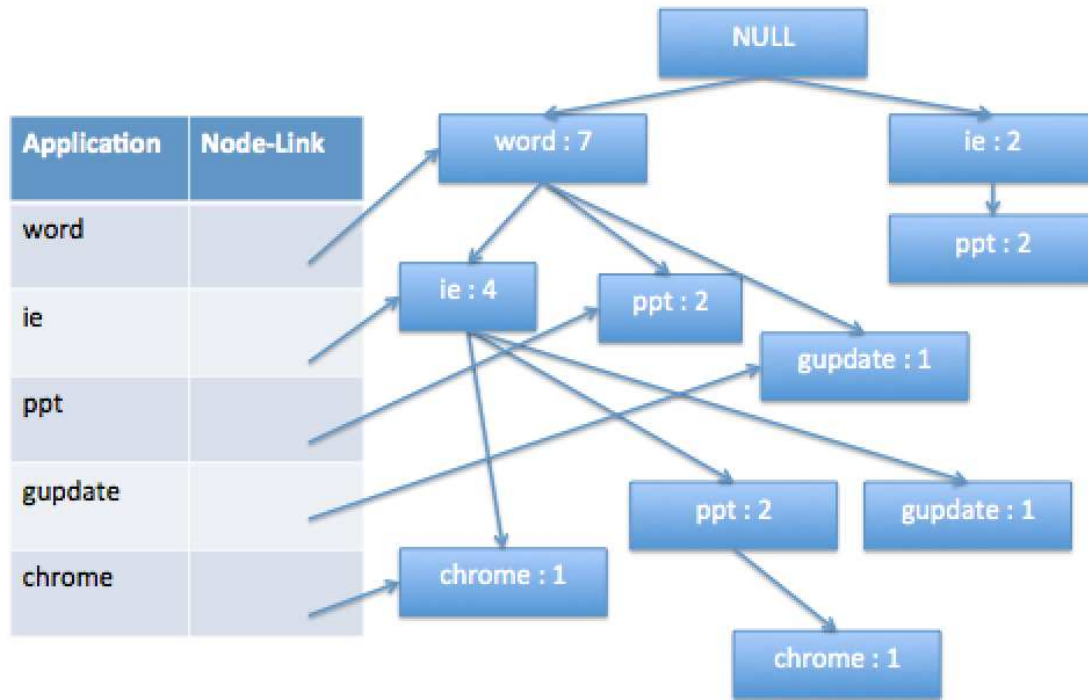 NULL
Application Node-Link
word : 7
ie : 2
word
ppt : 2
ie : 4
ppt : 2
ie
gupdate : 1
ppt
gupdate
ppt : 2
gupdate : 1
chrome
chrome : 1
chrome : 1